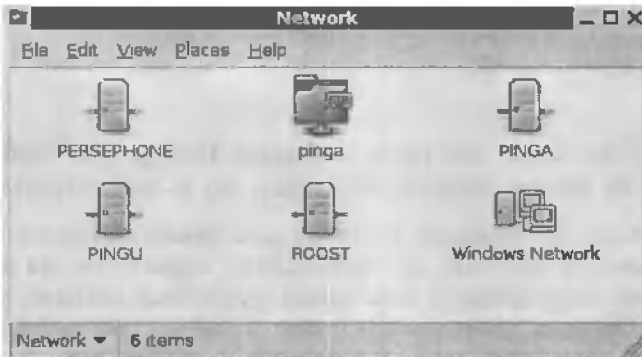 Network
File Edit View Places Help
PERSEPHONE pinga PINGA
PINGU ROOST Windows Network
Network 6 items